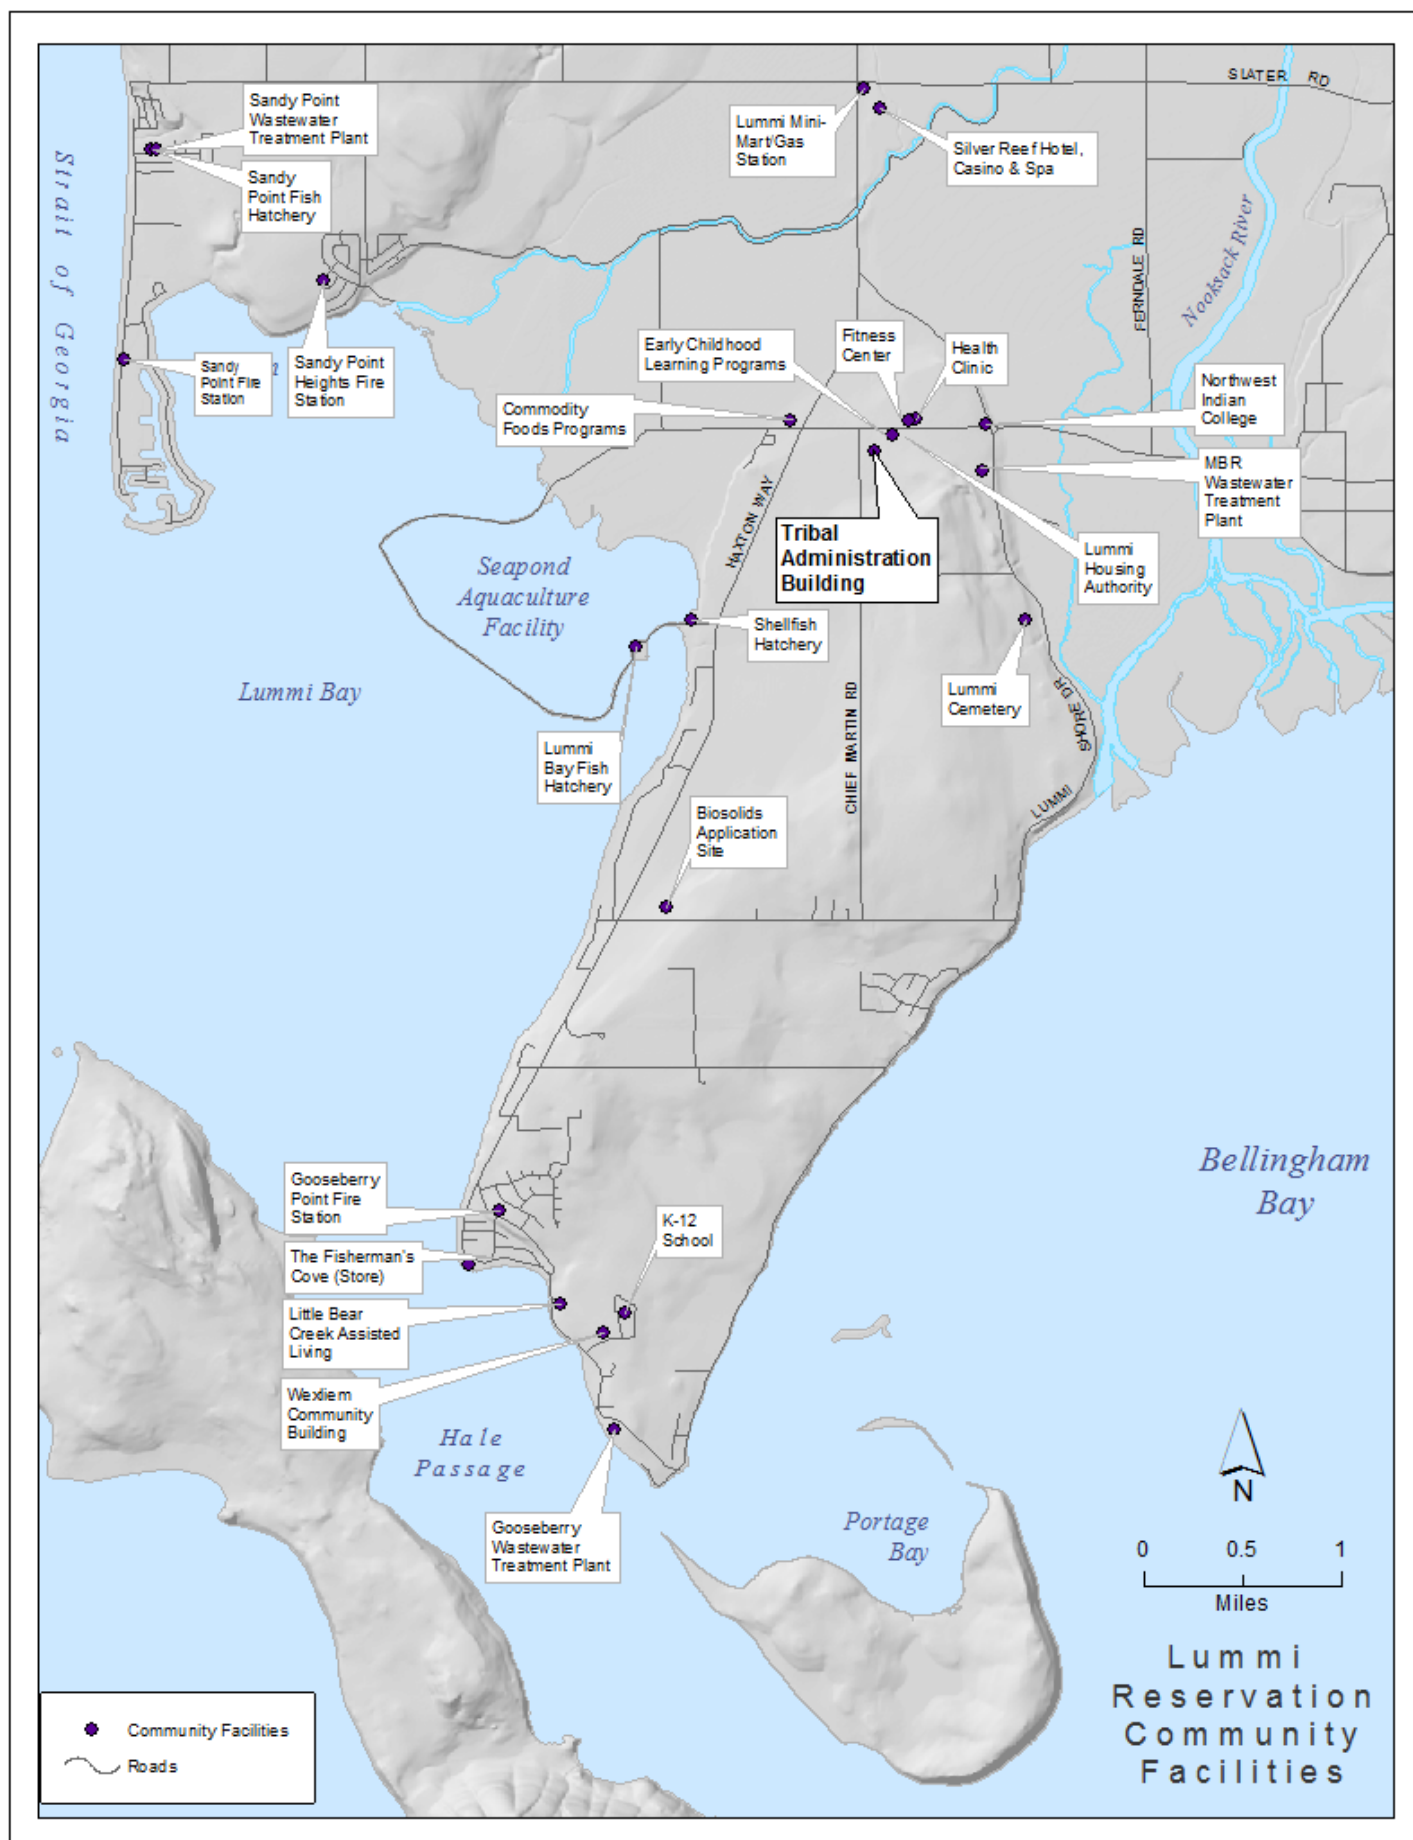 SLATER RD
Sandy Point
Wastewater
Treatment Plant
Lummi Mini-
Mart/Gas
Station
Silver Reef Hotel,
Casino & Spa
Sandy
Point Fish
Hatchery
Strait of Georgia
Nooksack River
FERNDALE RD
Early Childhood
Learning Programs
Fitness
Center
Health
Clinic
Sandy
Point Fire
Station
Sandy Point
Heights Fire
Station
Northwest
Indian
College
Commodity
Foods Programs
MBR
Wastewater
Treatment
Plant
HAXTON WAY
Tribal
Administration
Building
Lummi
Housing
Authority
Seapond
Aquaculture
Facility
Shellfish
Hatchery
Lummi Bay
Lummi
Cemetery
CHIEF MARTIN RD
LUMMI SHORE DR
Lummi
Bay Fish
Hatchery
Biosolids
Application
Site
Bellingham
Bay
Gooseberry
Point Fire
Station
K-12
School
The Fisherman's
Cove (Store)
Little Bear
Creek Assisted
Living
Wexliem
Community
Building
Hale
Passage
N
Gooseberry
Wastewater
Treatment Plant
Portage
Bay
0 0.5 1
Miles
Lummi
Reservation
Community
Facilities
Community Facilities
Roads